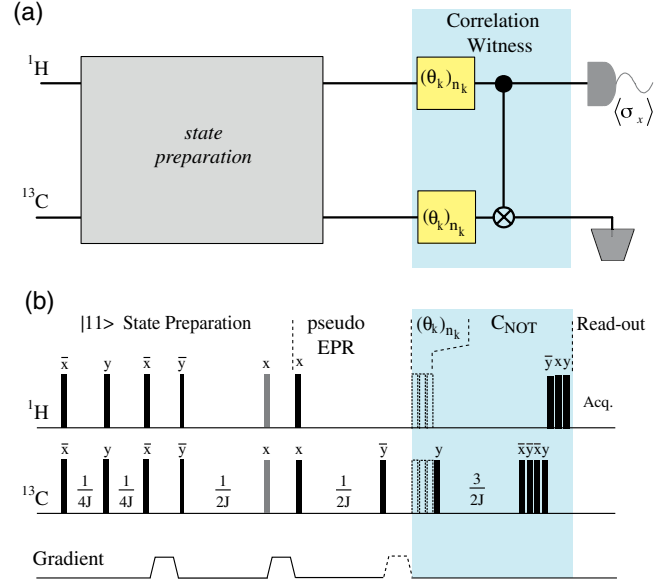 (a)
Correlation
Witness
¹H
(θₖ)ₙₖ
state
preparation
⟨σₓ⟩
¹³C
(θₖ)ₙₖ
(b)
|11> State Preparation
pseudo
EPR
(θₖ)ₙₖ
CNOT
Read-out
x̄ y x̄ ȳ x x ȳ x y
¹H
Acq.
x̄ y x̄ ȳ x x ȳ y x̄ ȳ x̄ y
¹³C
1/4J 1/4J 1/2J 1/2J 3/2J
Gradient